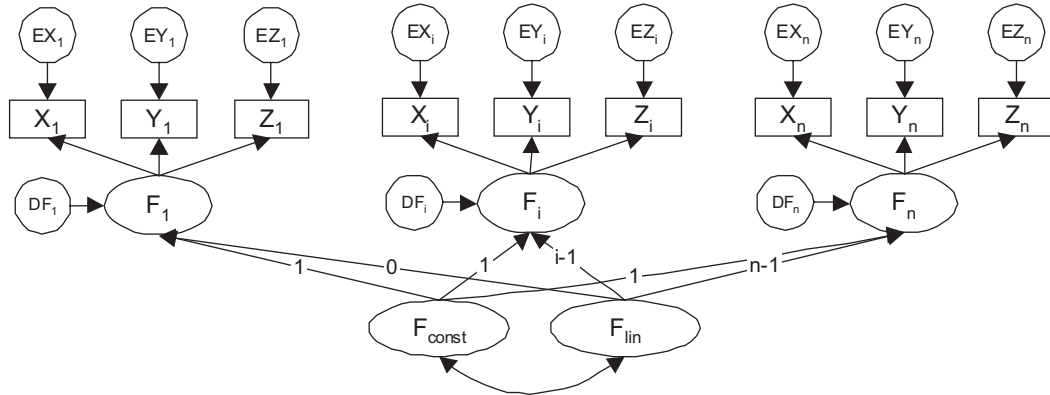 EX1 EY1 EZ1 EXi EYi EZi EXn EYn EZn
X1 Y1 Z1 Xi Yi Zi Xn Yn Zn
DF1 F1 DFi Fi DFn Fn
1 0 1 i-1 1 n-1
Fconst Flin